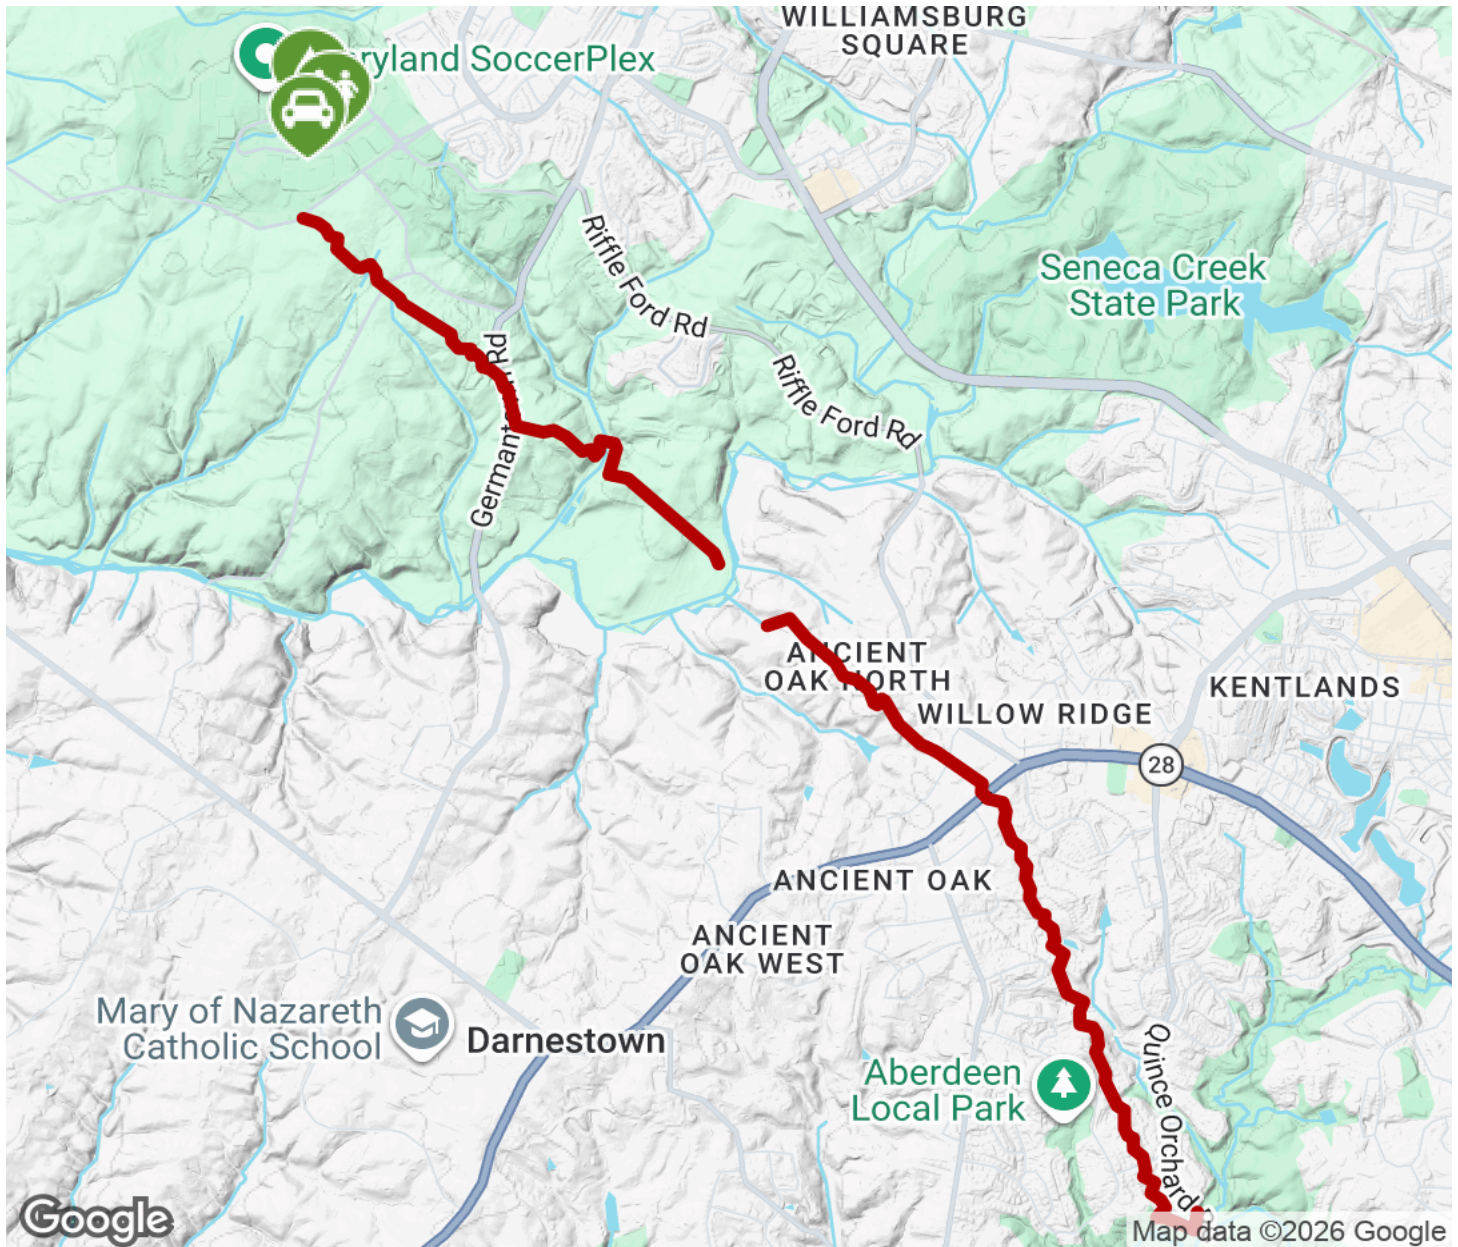 WILLIAMSBURG
SQUARE
ryland SoccerPlex
Riffle Ford Rd
Seneca Creek
State Park
Riffle Ford Rd
Rd
German
ANCIENT
OAK NORTH
KENTLANDS
WILLOW RIDGE
28
ANCIENT OAK
ANCIENT
OAK WEST
Mary of Nazareth
Catholic School
Darnestown
Quince Orchard
Aberdeen
Local Park
Google
Map data ©2026 Google